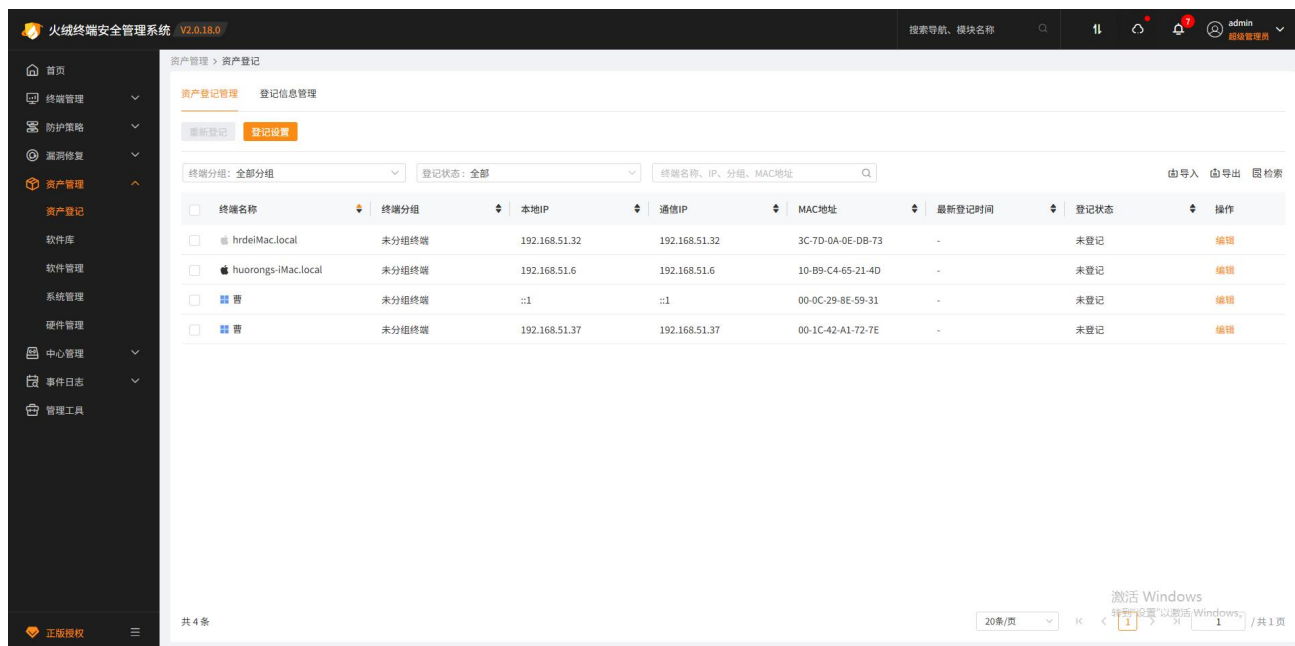 火绒终端安全管理系统 V2.0.18.0 搜索导航、模块名称 7 admin
超级管理员
首页
终端管理
防护策略
漏洞修复
资产管理
资产登记
软件库
软件管理
系统管理
硬件管理
中心管理
事件日志
管理工具
正版授权
资产管理 > 资产登记
资产登记管理 登记信息管理
重新登记 登记设置
终端分组: 全部分组 登记状态: 全部 终端名称、IP、分组、MAC地址 导入 导出 检索
终端名称 终端分组 本地IP 通信IP MAC地址 最新登记时间 登记状态 操作
hrdeiMac.local 未分组终端 192.168.51.32 192.168.51.32 3C-7D-0A-0E-DB-73 - 未登记 编辑
huorongs-iMac.local 未分组终端 192.168.51.6 192.168.51.6 10-B9-C4-65-21-4D - 未登记 编辑
曹 未分组终端 ::1 ::1 00-0C-29-8E-59-31 - 未登记 编辑
曹 未分组终端 192.168.51.37 192.168.51.37 00-1C-42-A1-72-7E - 未登记 编辑
激活 Windows
转到"设置"以激活 Windows。
共 4 条 20条/页 1 1 / 共 1 页